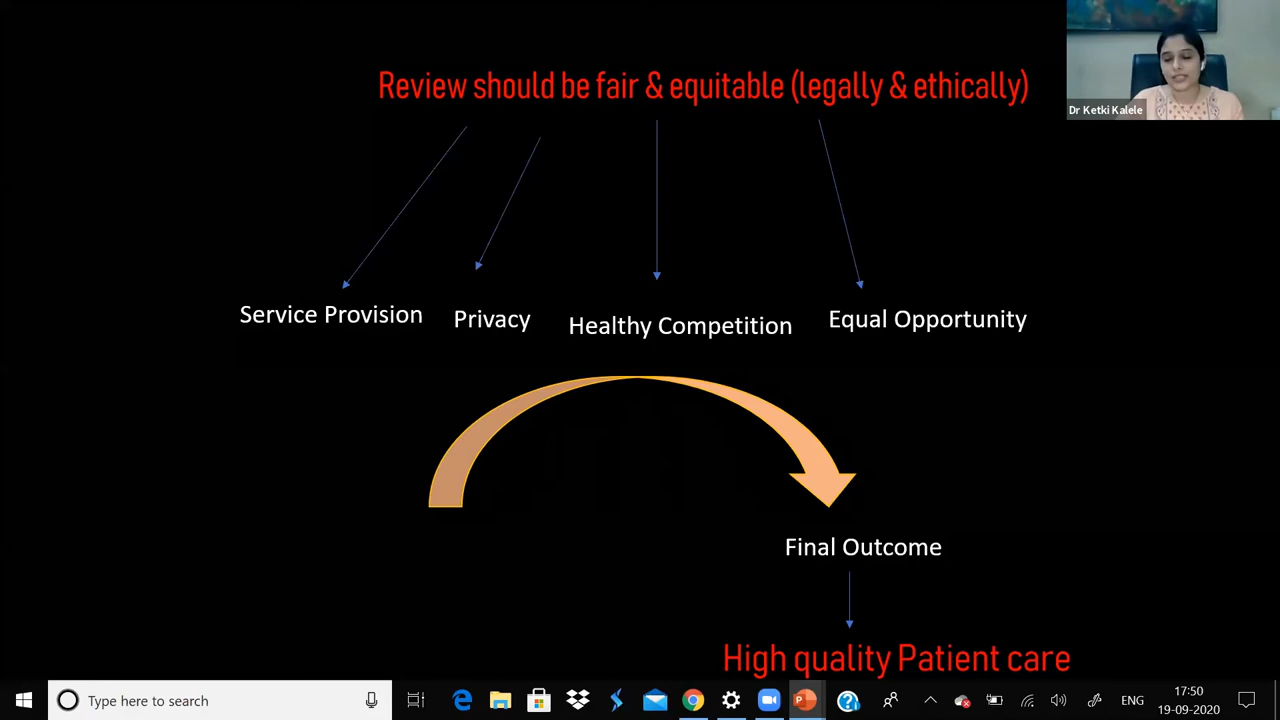 Review should be fair & equitable (legally & ethically)
Dr Ketki Kalele
Service Provision
Privacy
Healthy Competition
Equal Opportunity
Final Outcome
High quality Patient care
Type here to search
ENG
17:50
19-09-2020